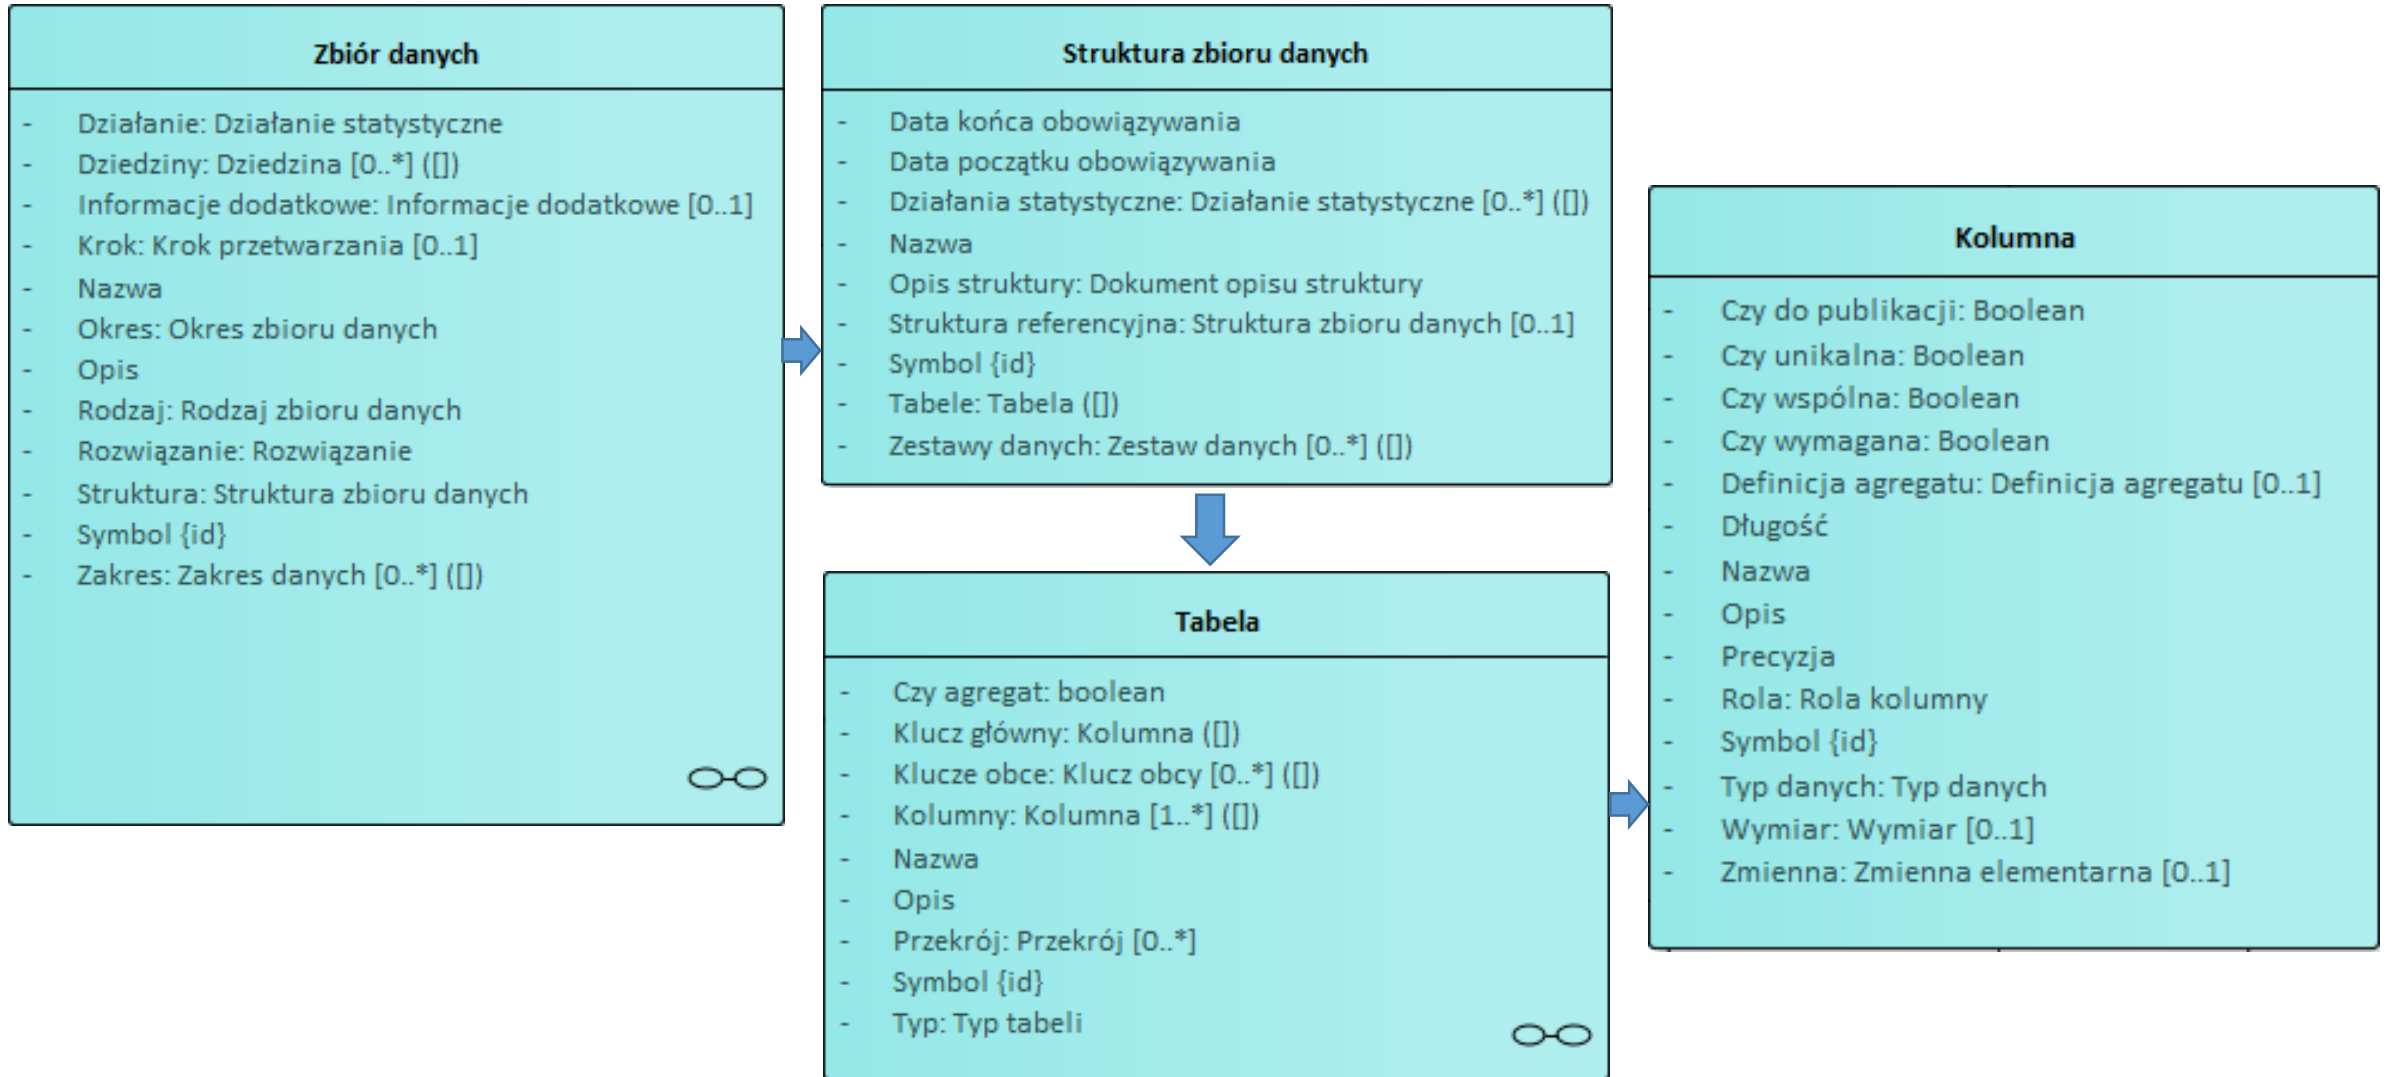 Zbiór danych
- Działanie: Działanie statystyczne
- Dziedziny: Dziedzina [0..*] ([])
- Informacje dodatkowe: Informacje dodatkowe [0..1]
- Krok: Krok przetwarzania [0..1]
- Nazwa
- Okres: Okres zbioru danych
- Opis
- Rodzaj: Rodzaj zbioru danych
- Rozwiązanie: Rozwiązanie
- Struktura: Struktura zbioru danych
- Symbol {id}
- Zakres: Zakres danych [0..*] ([])
Struktura zbioru danych
- Data końca obowiązywania
- Data początku obowiązywania
- Działania statystyczne: Działanie statystyczne [0..*] ([])
- Nazwa
- Opis struktury: Dokument opisu struktury
- Struktura referencyjna: Struktura zbioru danych [0..1]
- Symbol {id}
- Tabele: Tabela ([])
- Zestawy danych: Zestaw danych [0..*] ([])
Tabela
- Czy agregat: boolean
- Klucz główny: Kolumna ([])
- Klucze obce: Klucz obcy [0..*] ([])
- Kolumny: Kolumna [1..*] ([])
- Nazwa
- Opis
- Przekrój: Przekrój [0..*]
- Symbol {id}
- Typ: Typ tabeli
Kolumna
- Czy do publikacji: Boolean
- Czy unikalna: Boolean
- Czy wspólna: Boolean
- Czy wymagana: Boolean
- Definicja agregatu: Definicja agregatu [0..1]
- Długość
- Nazwa
- Opis
- Precyzja
- Rola: Rola kolumny
- Symbol {id}
- Typ danych: Typ danych
- Wymiar: Wymiar [0..1]
- Zmienna: Zmienna elementarna [0..1]